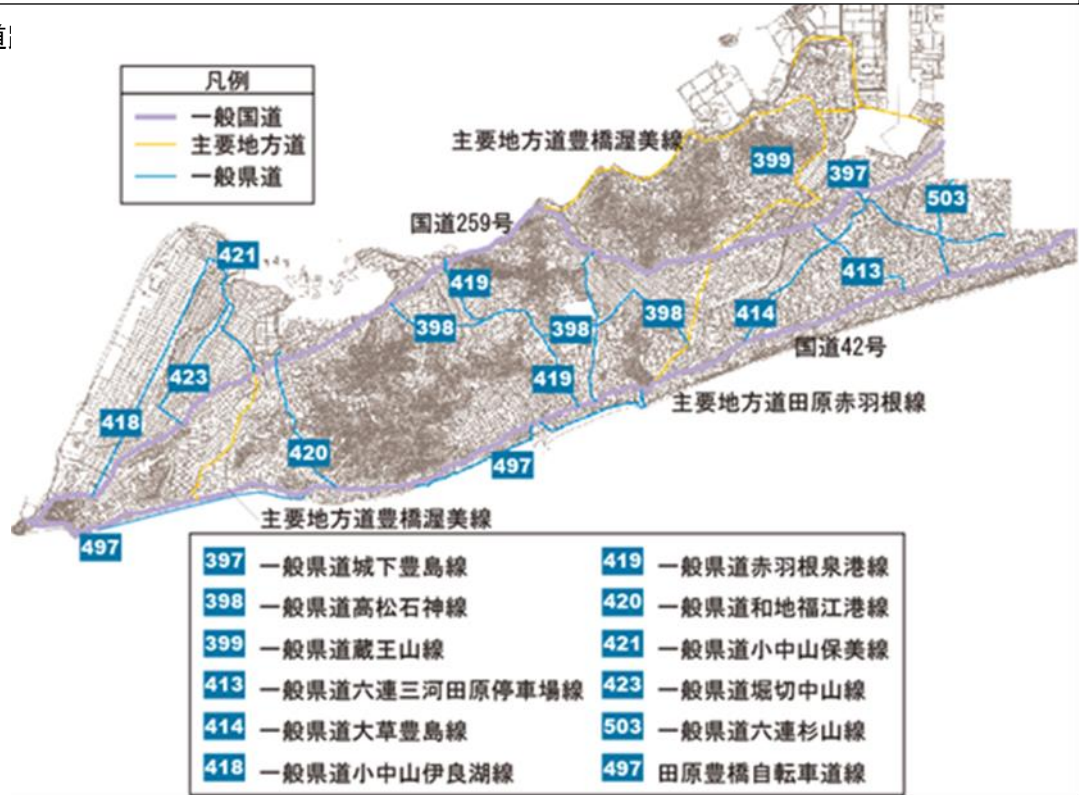 道
凡例
一般国道
主要地方道
一般県道
主要地方道豊橋渥美線
399
397
503
国道259号
421
419
413
398
398
398
414
国道42号
423
419
主要地方道田原赤羽根線
418
420
497
主要地方道豊橋渥美線
497
397 一般県道城下豊島線
398 一般県道高松石神線
399 一般県道蔵王山線
413 一般県道六連三河田原停車場線
414 一般県道大草豊島線
418 一般県道小中山伊良湖線
419 一般県道赤羽根泉港線
420 一般県道和地福江港線
421 一般県道小中山保美線
423 一般県道堀切中山線
503 一般県道六連杉山線
497 田原豊橋自転車道線